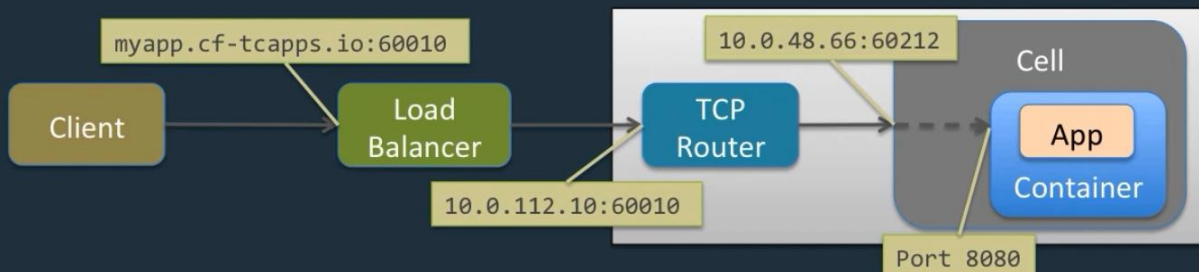 myapp.cf-tcapps.io:60010
10.0.48.66:60212
Cell
Client
Load
Balancer
TCP
Router
App
Container
10.0.112.10:60010
Port 8080